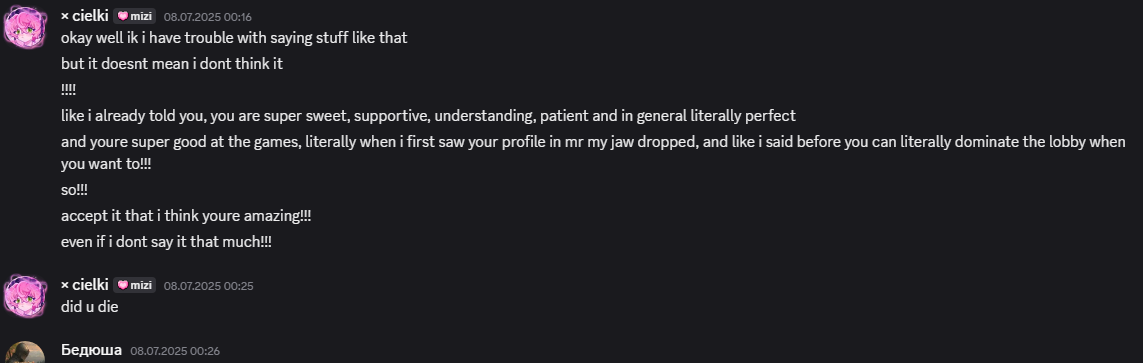 × cielki mizi 08.07.2025 00:16
okay well ik i have trouble with saying stuff like that
but it doesnt mean i dont think it
!!!!
like i already told you, you are super sweet, supportive, understanding, patient and in general literally perfect
and youre super good at the games, literally when i first saw your profile in mr my jaw dropped, and like i said before you can literally dominate the lobby when
you want to!!!
so!!!
accept it that i think youre amazing!!!
even if i dont say it that much!!!
× cielki mizi 08.07.2025 00:25
did u die
Бедюша 08.07.2025 00:26